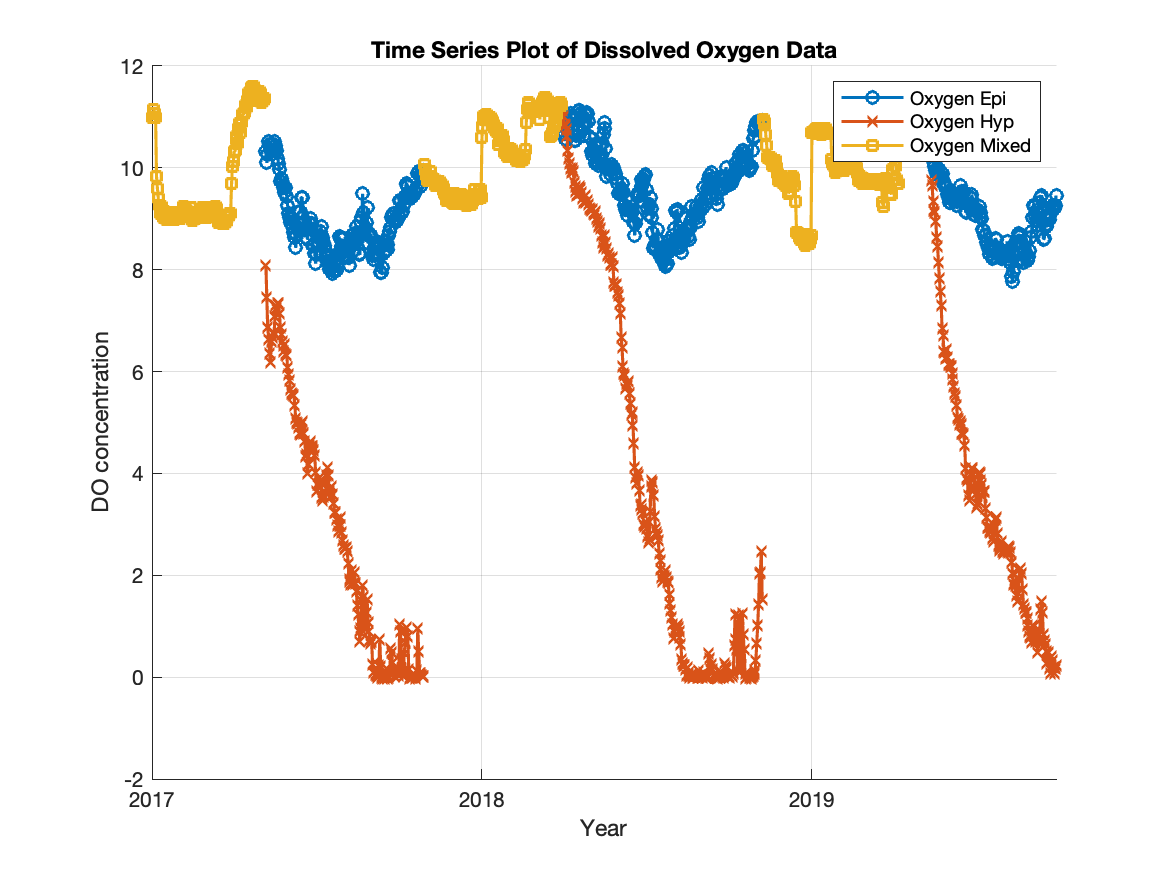 Time Series Plot of Dissolved Oxygen Data
12
10
8
6
4
2
0
-2
DO concentration
2017
2018
2019
Year
Oxygen Epi
Oxygen Hyp
Oxygen Mixed